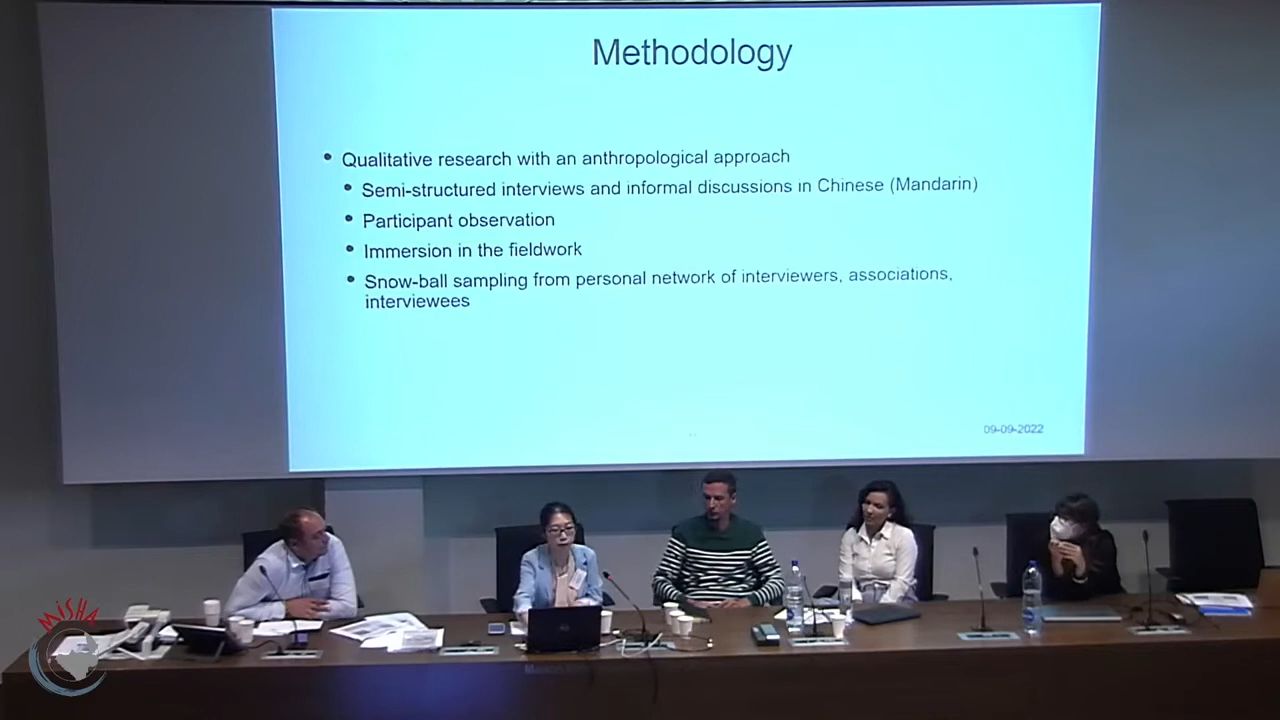 Methodology
• Qualitative research with an anthropological approach
• Semi-structured interviews and informal discussions in Chinese (Mandarin)
• Participant observation
• Immersion in the fieldwork
• Snow-ball sampling from personal network of interviewers, associations,
interviewees
09-09-2022
MiSHA